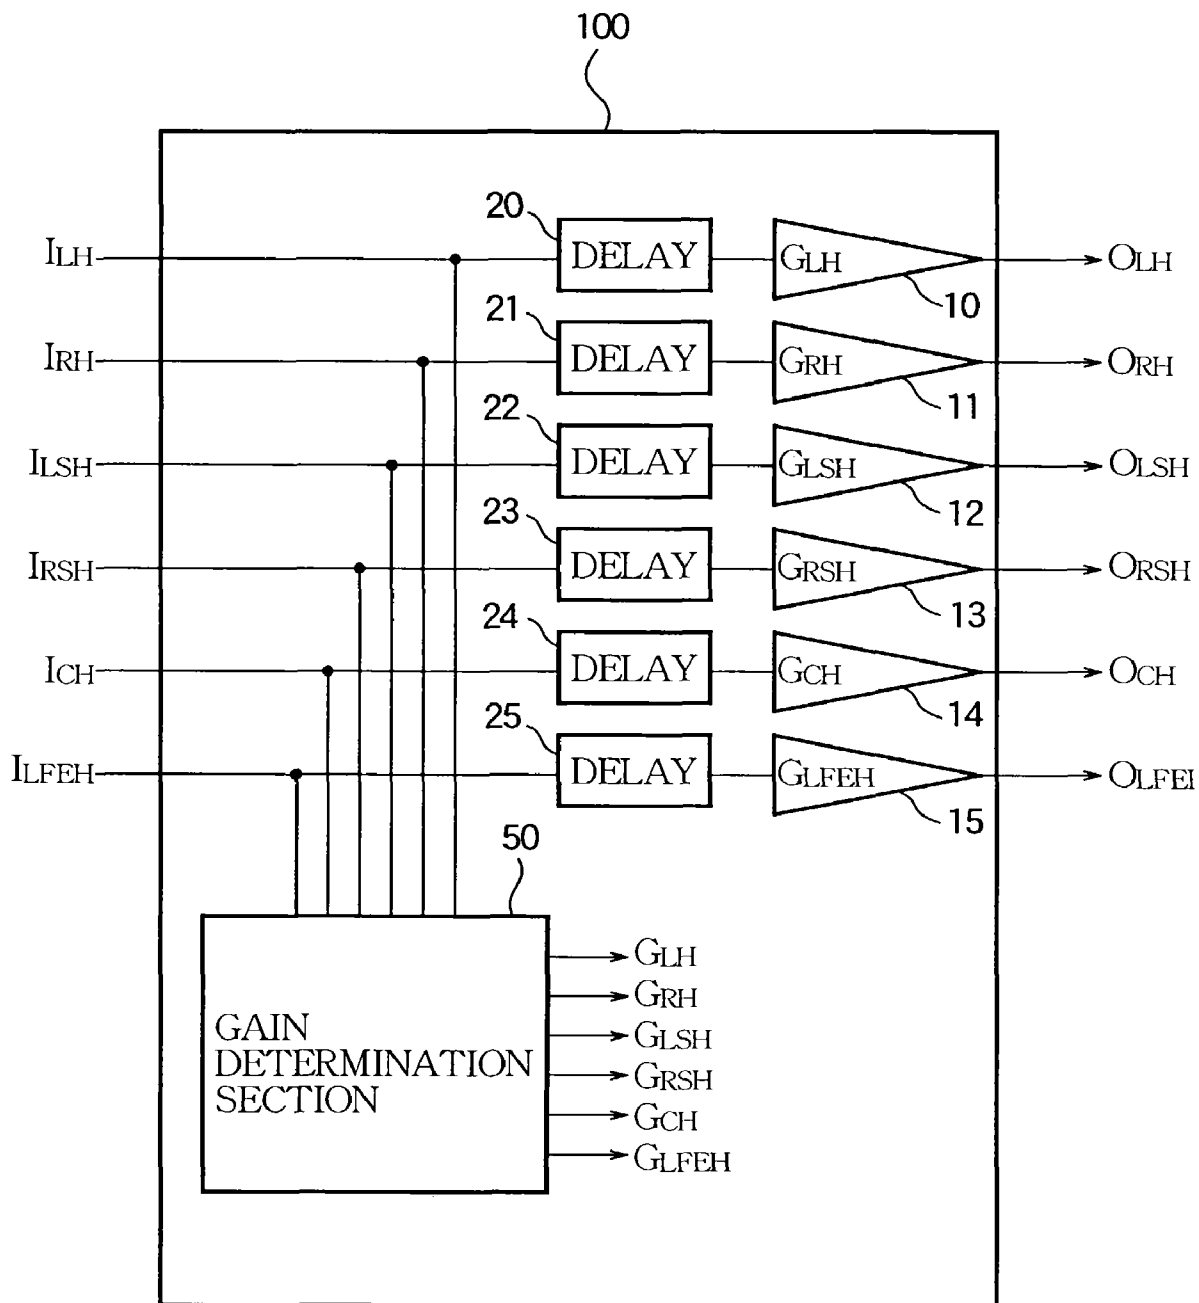 100
20
ILH DELAY GLH OLH
10
21
IRH DELAY GRH ORH
11
22
ILSH DELAY GLSH OLSH
12
23
IRSH DELAY GRSH ORSH
13
24
ICH DELAY GCH OCH
14
25
ILFEH DELAY GLFEH OLFEI
15
50
GAIN
DETERMINATION
SECTION
GLH
GRH
GLSH
GRSH
GCH
GLFEH